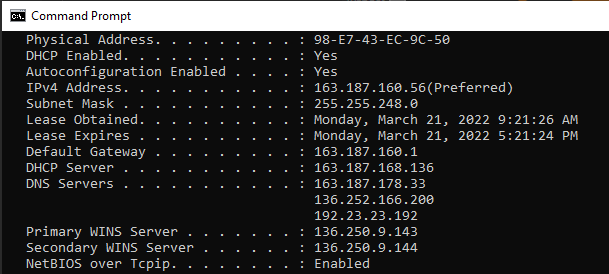 Command Prompt
Physical Address. . . . . . . . . : 98-E7-43-EC-9C-50
DHCP Enabled. . . . . . . . . . . : Yes
Autoconfiguration Enabled . . . . : Yes
IPv4 Address. . . . . . . . . . . : 163.187.160.56(Preferred)
Subnet Mask . . . . . . . . . . . : 255.255.248.0
Lease Obtained. . . . . . . . . . : Monday, March 21, 2022 9:21:26 AM
Lease Expires . . . . . . . . . . : Monday, March 21, 2022 5:21:24 PM
Default Gateway . . . . . . . . . : 163.187.160.1
DHCP Server . . . . . . . . . . . : 163.187.168.136
DNS Servers . . . . . . . . . . . : 163.187.178.33
136.252.166.200
192.23.23.192
Primary WINS Server . . . . . . . : 136.250.9.143
Secondary WINS Server . . . . . . : 136.250.9.144
NetBIOS over Tcpip. . . . . . . . : Enabled